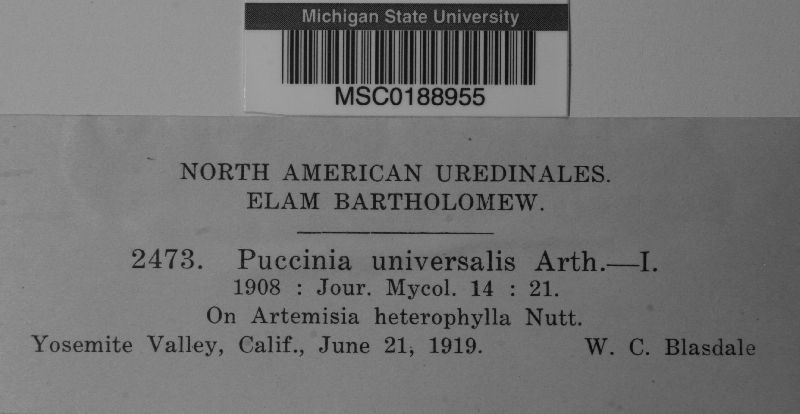 Michigan State University
MSC0188955
NORTH AMERICAN UREDINALES.
ELAM BARTHOLOMEW.
2473. Puccinia universalis Arth.—I.
1908 : Jour. Mycol. 14 : 21.
On Artemisia heterophylla Nutt.
Yosemite Valley, Calif., June 21, 1919. W. C. Blasdale